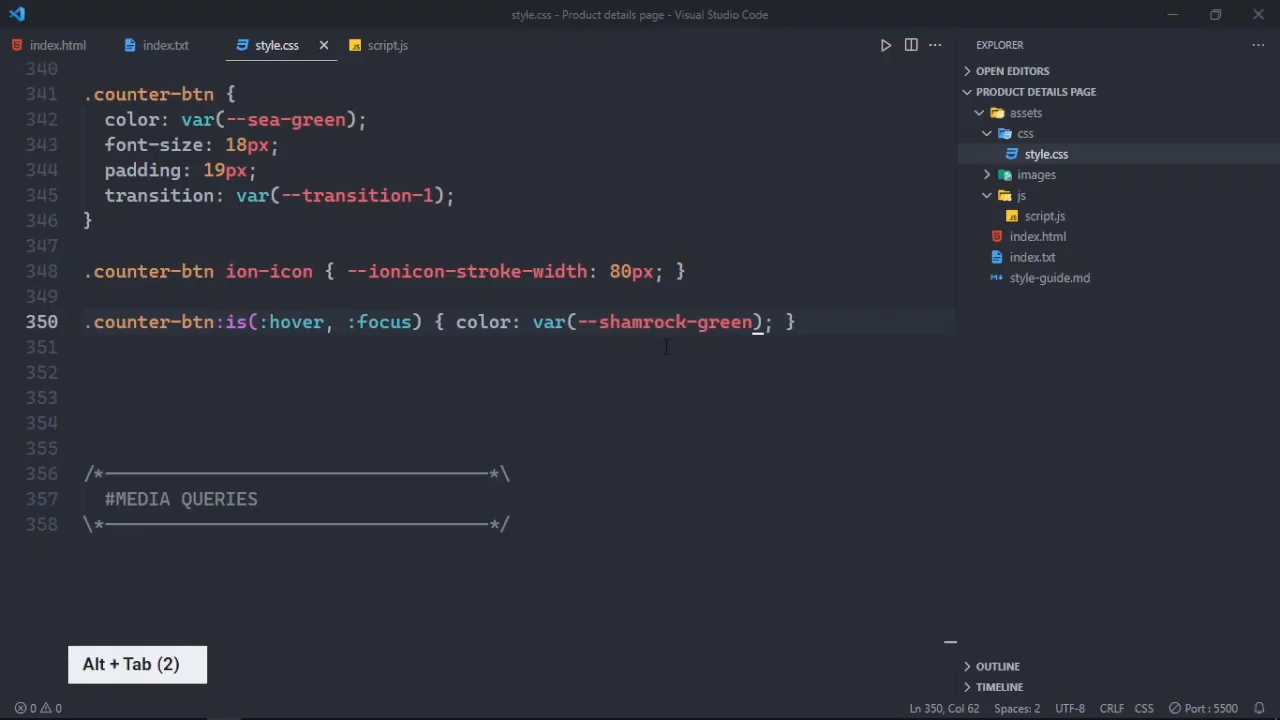 style.css - Product details page - Visual Studio Code
index.html
index.txt
style.css
JS script.js
EXPLORER
OPEN EDITORS
PRODUCT DETAILS PAGE
assets
css
style.css
images
js
JS script.js
index.html
index.txt
style-guide.md
340
341 .counter-btn {
342 color: var(--sea-green);
343 font-size: 18px;
344 padding: 19px;
345 transition: var(--transition-1);
346 }
347
348 .counter-btn ion-icon { --ionicon-stroke-width: 80px; }
349
350 .counter-btn:is(:hover, :focus) { color: var(--shamrock-green); }
351
352
353
354
355
356 /*-----------------------------------*\
357 #MEDIA QUERIES
358 \*-----------------------------------*/
Alt + Tab (2)
OUTLINE
TIMELINE
0 0
Ln 350, Col 62 Spaces: 2 UTF-8 CRLF CSS Port : 5500